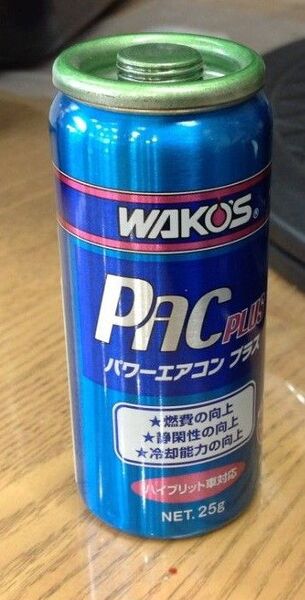 WAKO'S®
PAC PLUS
パワーエアコン プラス
★燃費の向上
★静閑性の向上
★冷却能力の向上
ハイブリット車対応
NET. 25g